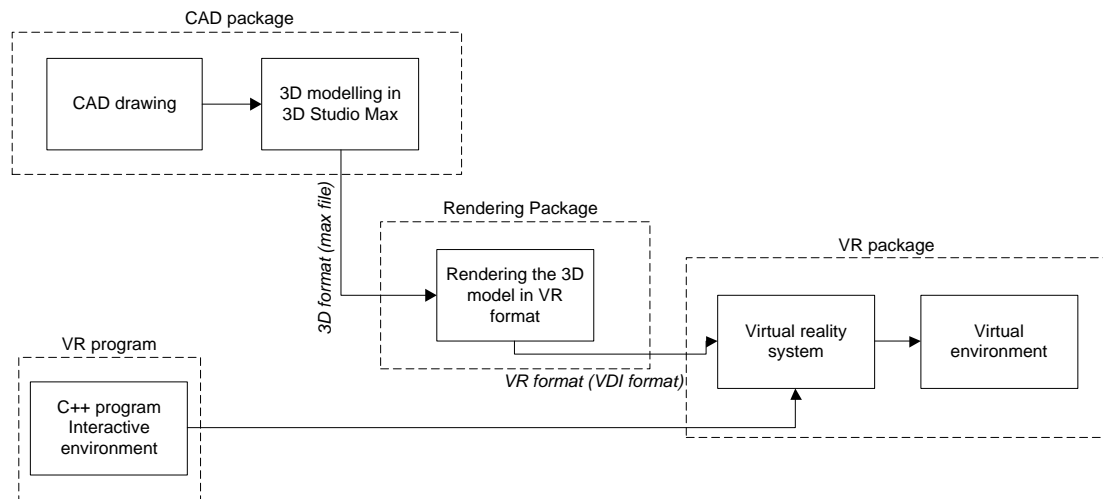 CAD package
CAD drawing
3D modelling in
3D Studio Max
3D format (max file)
Rendering Package
Rendering the 3D
model in VR
format
VR format (VDI format)
VR package
Virtual reality
system
Virtual
environment
VR program
C++ program
Interactive
environment